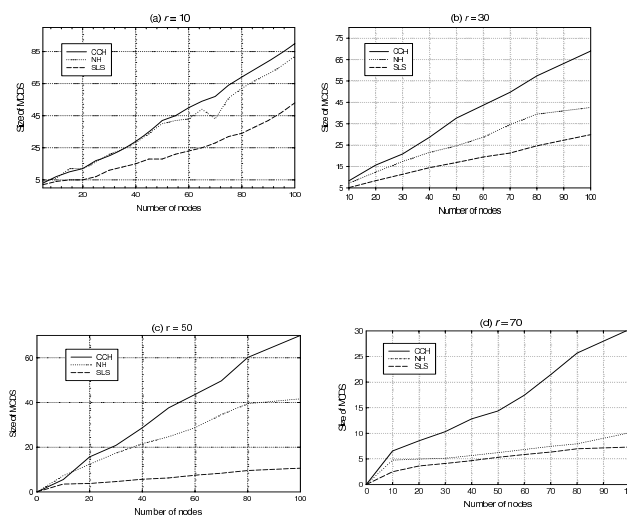 (a) r = 10
Size of MCDS
85
65
45
25
5
CCH
NH
SLS
20
40
60
80
100
Number of nodes
(b) r = 30
Size of MCDS
75
65
55
45
35
25
15
5
CCH
NH
SLS
10
20
30
40
50
60
70
80
90
100
Number of nodes
(c) r = 50
Size of MCDS
60
40
20
0
CCH
NH
SLS
0
20
40
60
80
100
Number of nodes
(d) r = 70
Size of MCDS
30
25
20
15
10
5
0
CCH
NH
SLS
0
10
20
30
40
50
60
70
80
90
Number of nodes